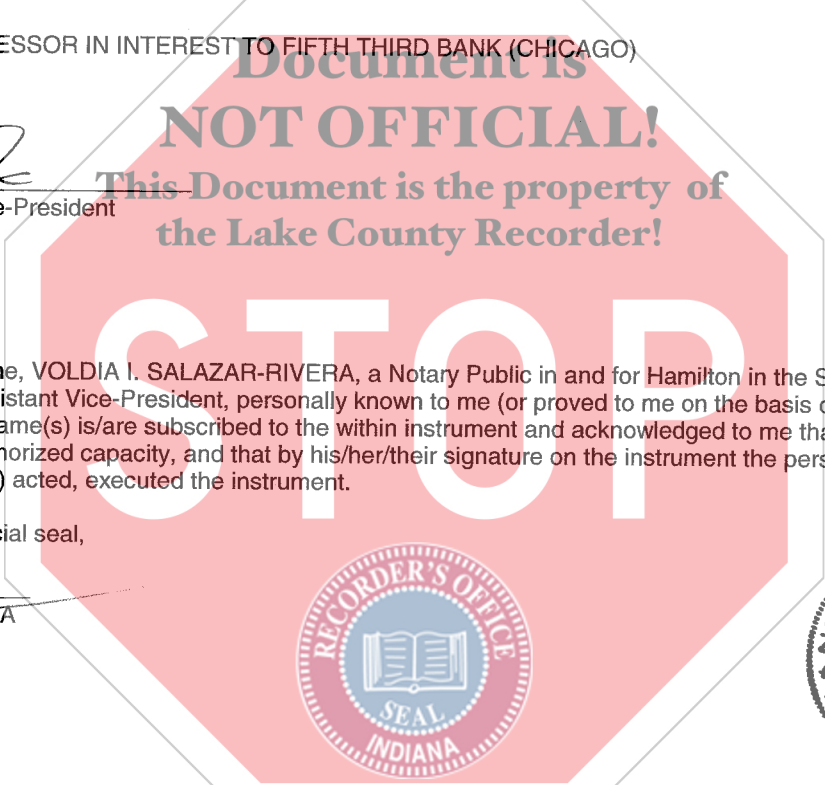 ESSOR IN INTEREST TO FIFTH THIRD BANK (CHICAGO)
Document is
NOT OFFICIAL!
This Document is the property of
e-President
the Lake County Recorder!
STOP
ne, VOLDIA I. SALAZAR-RIVERA, a Notary Public in and for Hamilton in the S
istant Vice-President, personally known to me (or proved to me on the basis o
ame(s) is/are subscribed to the within instrument and acknowledged to me tha
horized capacity, and that by his/her/their signature on the instrument the pers
) acted, executed the instrument.
cial seal,
A
RECORDER'S OFFICE
SEAL
INDIANA